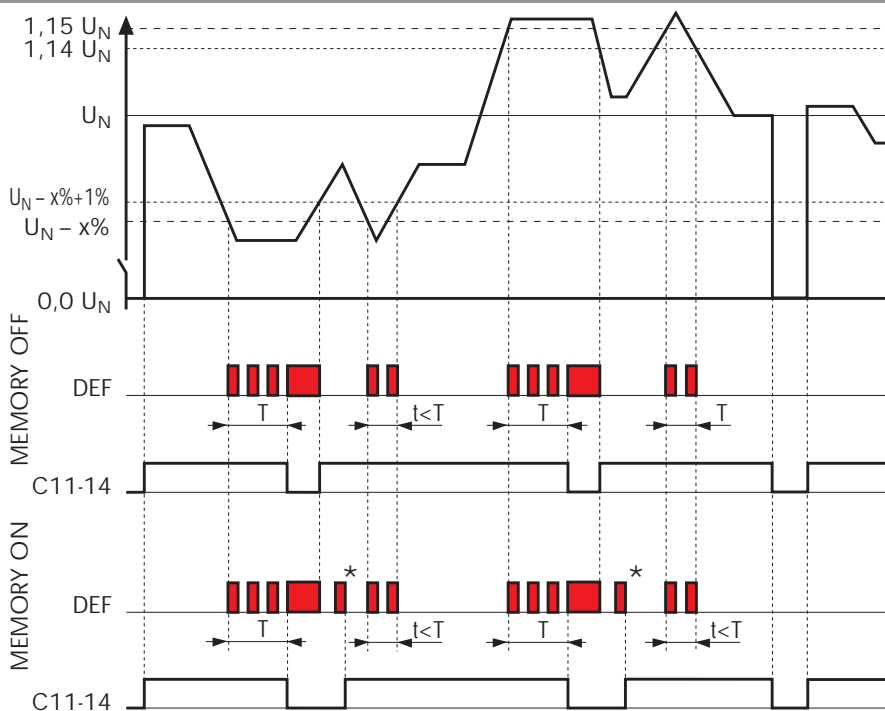 1,15 UN
1,14 UN
UN
UN – x%+1%
UN – x%
0,0 UN
MEMORY OFF
DEF
T t<T T T
C11-14
MEMORY ON
*
*
DEF
T t<T T t<T
C11-14